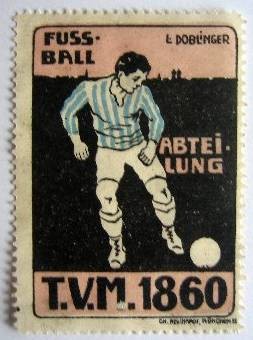 FUSS-
BALL
L. DOBLINGER
ABTEI-
LUNG
T.V.M. 1860